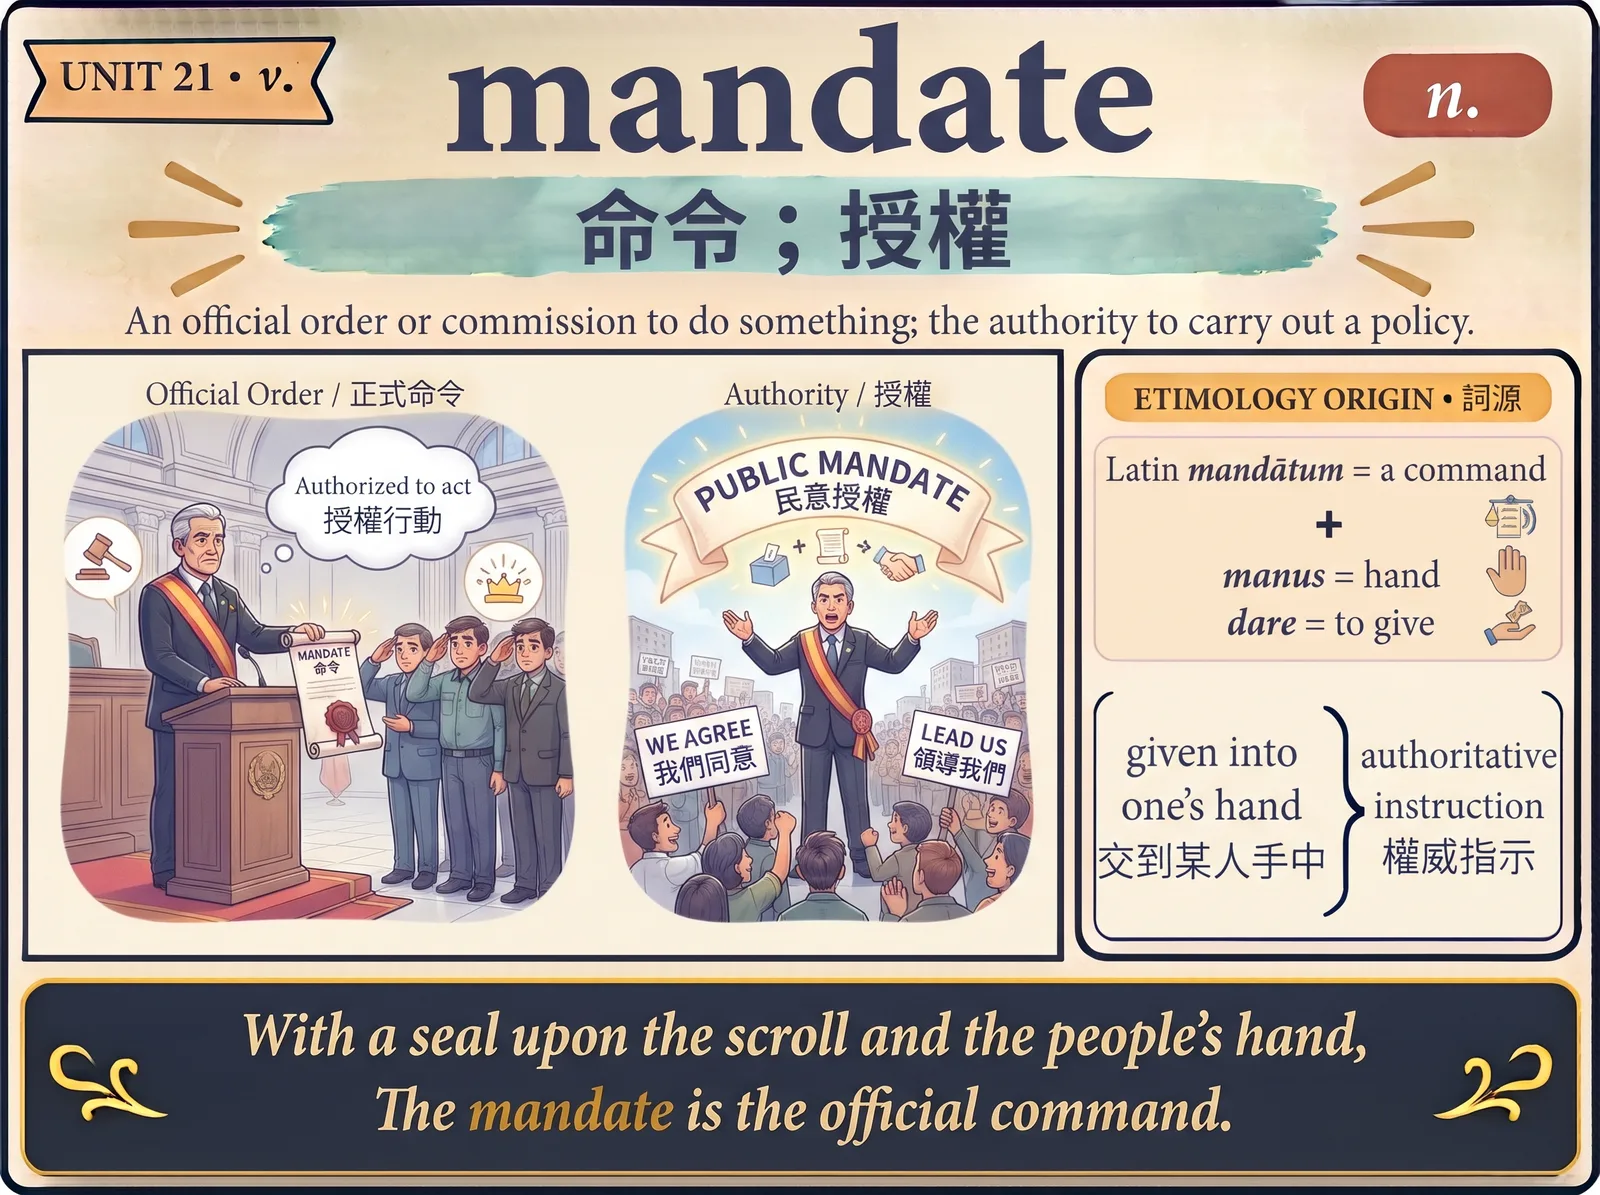 UNIT 21 • v.
mandate
n.
命令；授權
An official order or commission to do something; the authority to carry out a policy.
Official Order / 正式命令
Authorized to act
授權行動
MANDATE
命令
Authority / 授權
PUBLIC MANDATE
民意授權
WE AGREE
我們同意
LEAD US
領導我們
ETIMOLOGY ORIGIN • 詞源
Latin mandātum = a command
+
manus = hand
dare = to give
given into
one's hand
交到某人手中
authoritative
instruction
權威指示
With a seal upon the scroll and the people's hand,
The mandate is the official command.